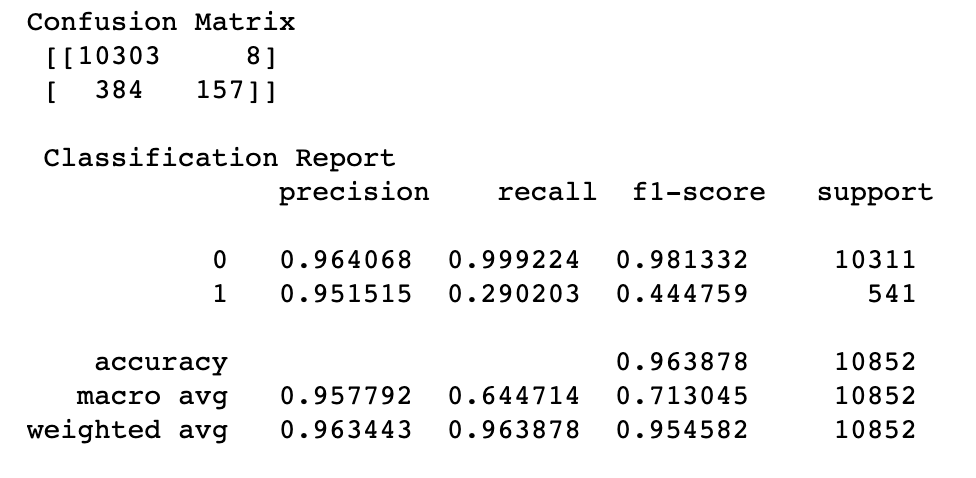 Confusion Matrix
[[10303     8]
[  384   157]]
Classification Report
precision    recall  f1-score   support
0   0.964068  0.999224  0.981332     10311
1   0.951515  0.290203  0.444759       541
accuracy                       0.963878     10852
macro avg   0.957792  0.644714  0.713045     10852
weighted avg   0.963443  0.963878  0.954582     10852